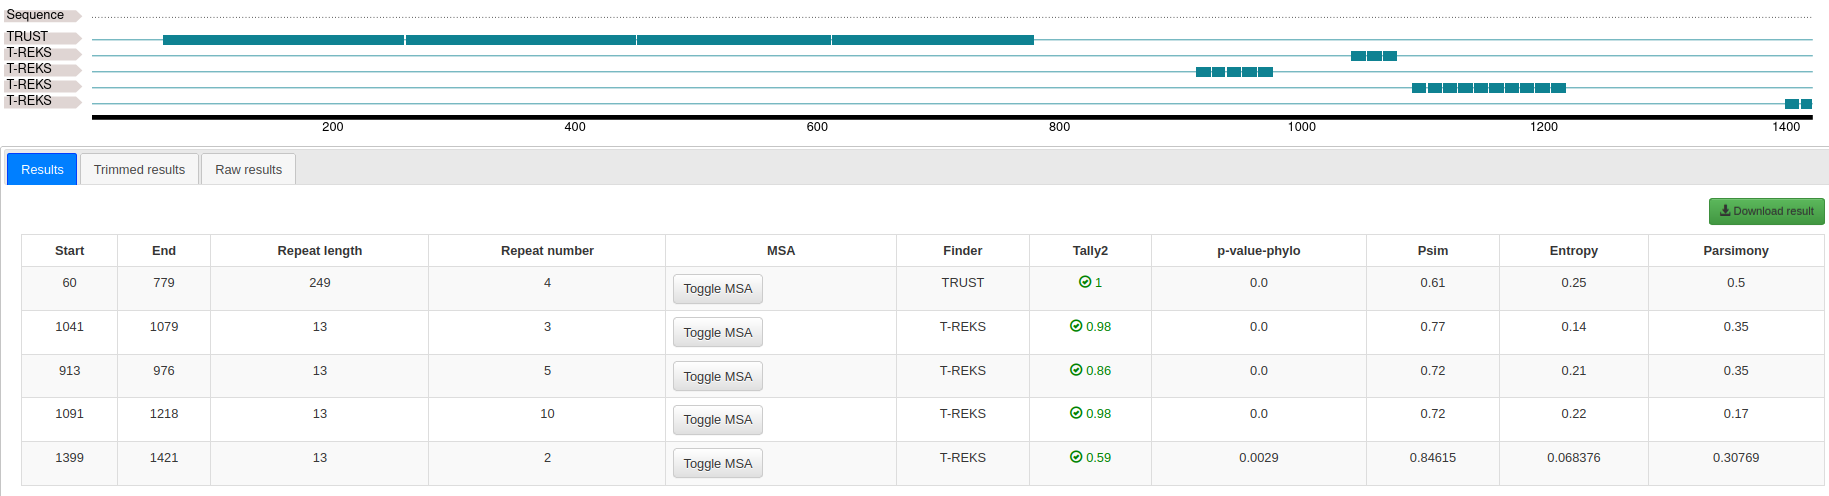 Sequence
TRUST
T-REKS
T-REKS
T-REKS
T-REKS
200 400 600 800 1000 1200 1400
Results Trimmed results Raw results
Download result
Start End Repeat length Repeat number MSA Finder Tally2 p-value-phylo Psim Entropy Parsimony
60 779 249 4 Toggle MSA TRUST 1 0.0 0.61 0.25 0.5
1041 1079 13 3 Toggle MSA T-REKS 0.98 0.0 0.77 0.14 0.35
913 976 13 5 Toggle MSA T-REKS 0.86 0.0 0.72 0.21 0.35
1091 1218 13 10 Toggle MSA T-REKS 0.98 0.0 0.72 0.22 0.17
1399 1421 13 2 Toggle MSA T-REKS 0.59 0.0029 0.84615 0.068376 0.30769